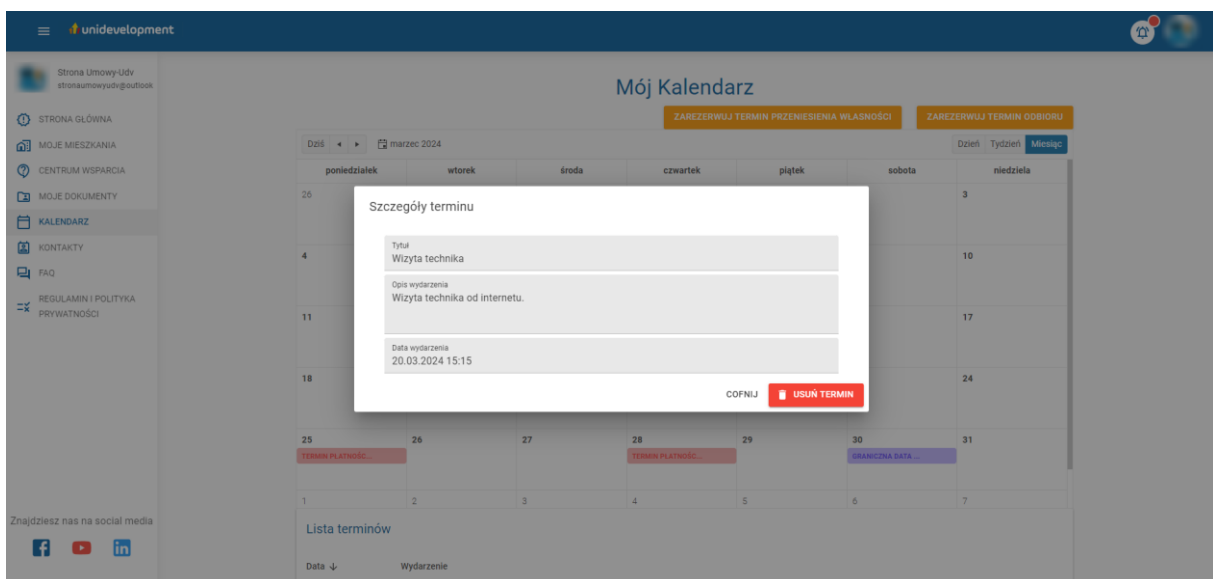 unidevelopment
Strona Umowy-Udv
stronaumowyudv@outlook
STRONA GŁÓWNA
MOJE MIESZKANIA
CENTRUM WSPARCIA
MOJE DOKUMENTY
KALENDARZ
KONTAKTY
FAQ
REGULAMIN I POLITYKA
PRYWATNOŚCI
Znajdziesz nas na social media
Mój Kalendarz
ZAREZERWUJ TERMIN PRZENIESIENIA WŁASNOŚCI ZAREZERWUJ TERMIN ODBIORU
Dziś marzec 2024 Dzień Tydzień Miesiąc
poniedziałek wtorek środa czwartek piątek sobota niedziela
26 3
4 10
11 17
18 24
Szczegóły terminu
Tytuł
Wizyta technika
Opis wydarzenia
Wizyta technika od internetu.
Data wydarzenia
20.03.2024 15:15
COFNIJ USUŃ TERMIN
25 26 27 28 29 30 31
TERMIN PŁATNOŚC... TERMIN PŁATNOŚC... GRANICZNA DATA ...
1 2 3 4 5 6 7
Lista terminów
Data Wydarzenie